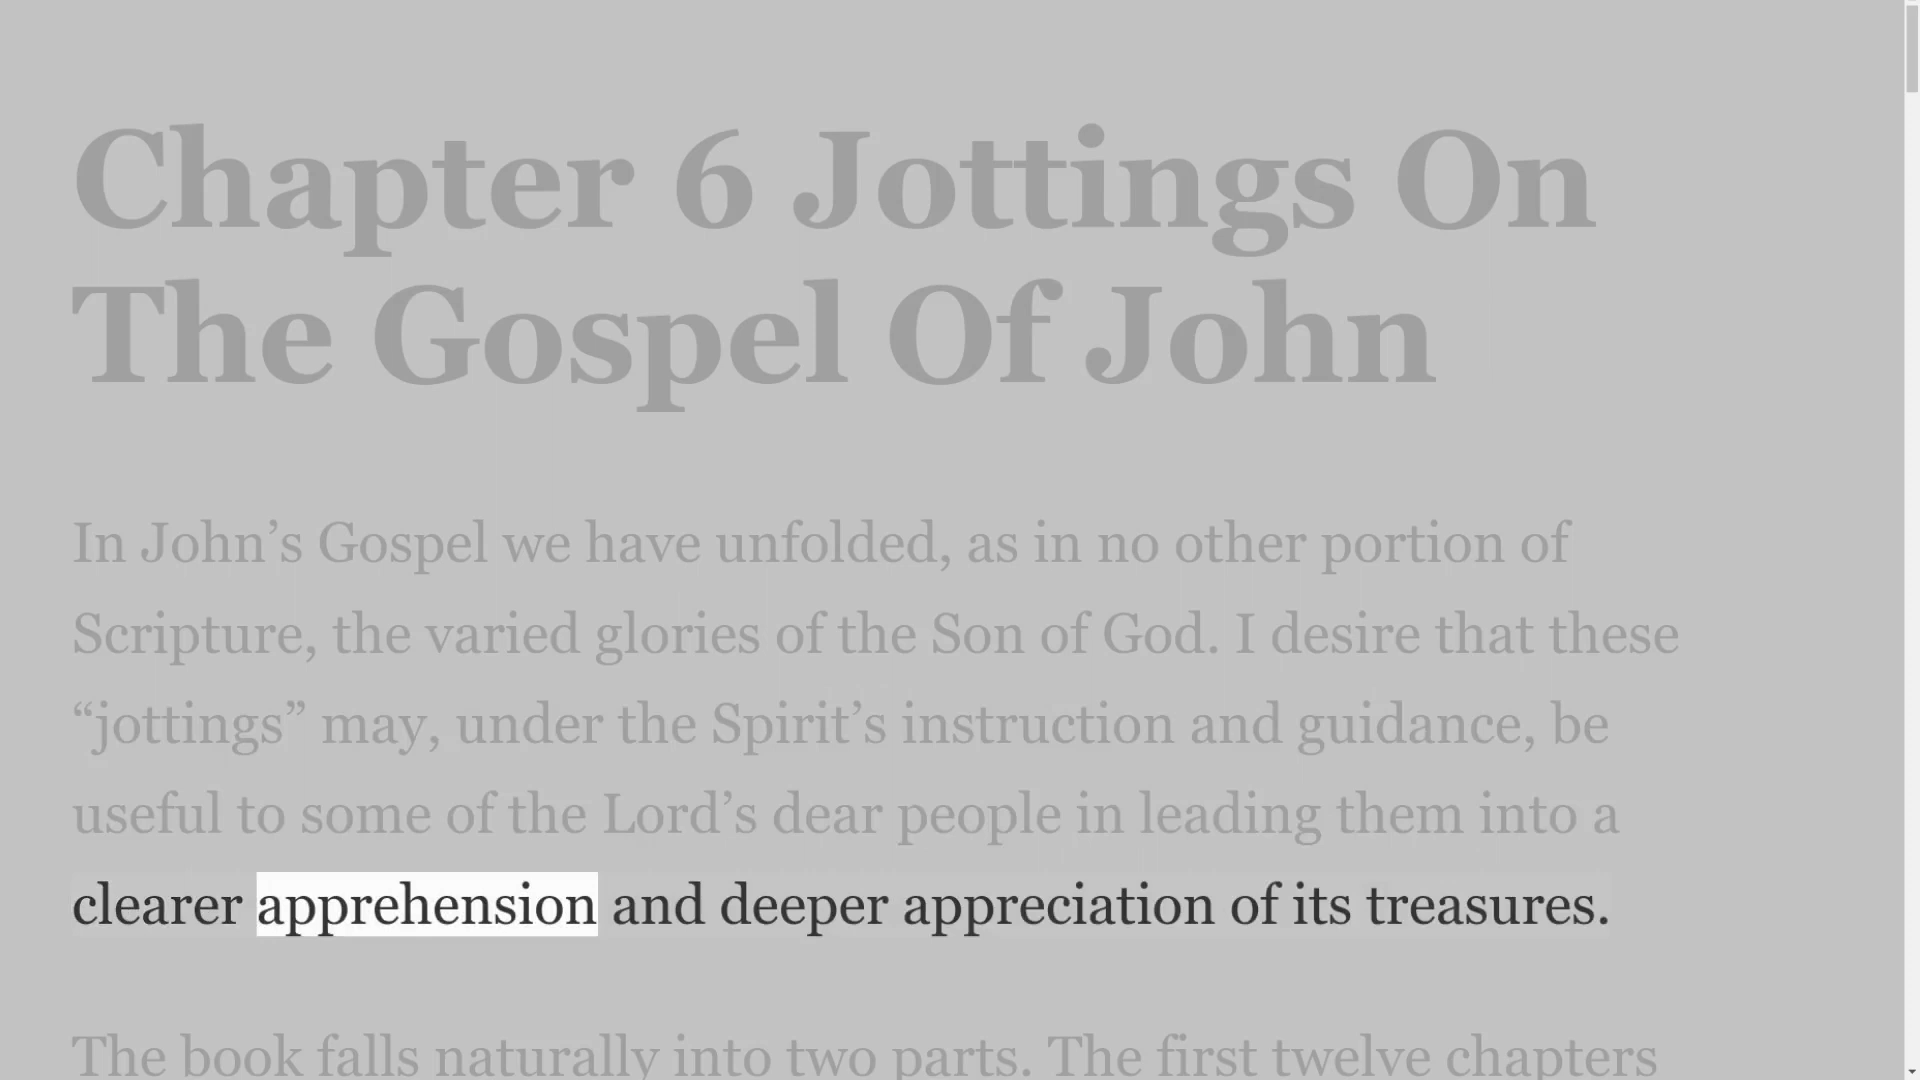 Chapter 6 Jottings On
The Gospel Of John
In John’s Gospel we have unfolded, as in no other portion of
Scripture, the varied glories of the Son of God. I desire that these
“jottings” may, under the Spirit’s instruction and guidance, be
useful to some of the Lord’s dear people in leading them into a
clearer apprehension and deeper appreciation of its treasures.
The book falls naturally into two parts. The first twelve chapters